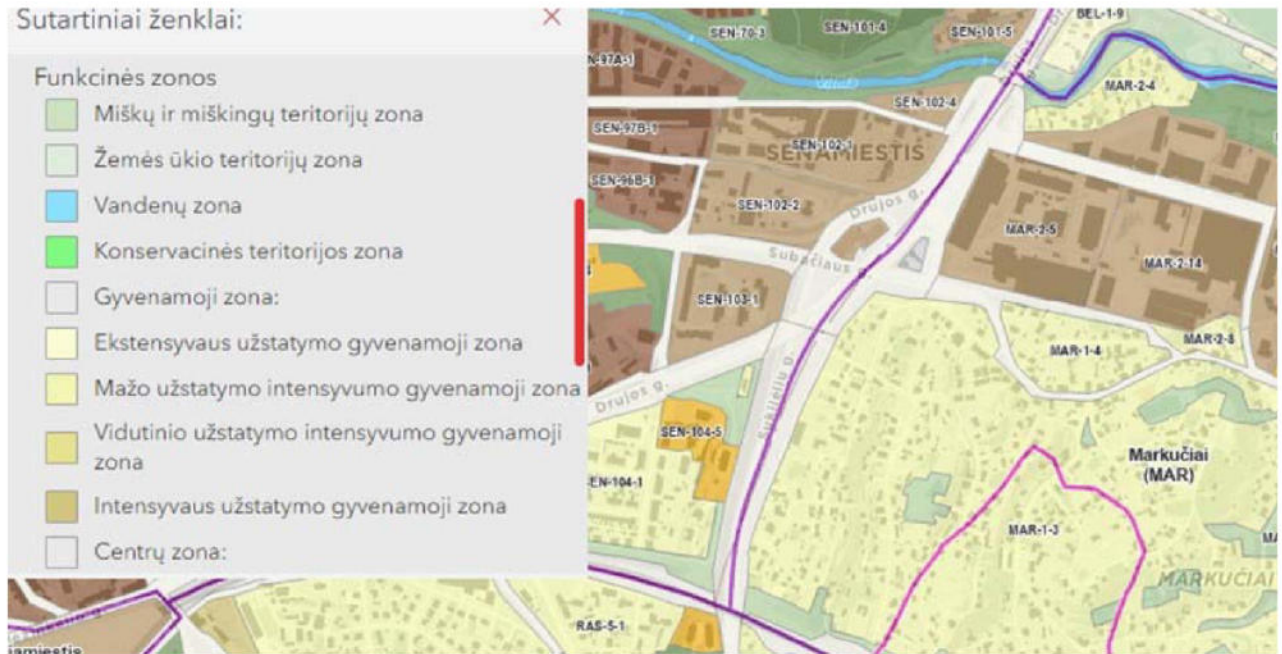 Sutartiniai ženklai:
Funkcinės zonos
Miškų ir miškingų teritorijų zona
Žemės ūkio teritorijų zona
Vandenų zona
Konservacinės teritorijos zona
Gyvenamoji zona:
Ekstensyvaus užstatymo gyvenamoji zona
Mažo užstatymo intensyvumo gyvenamoji zona
Vidutinio užstatymo intensyvumo gyvenamoji
zona
Intensyvaus užstatymo gyvenamoji zona
Centrų zona:
BEL-1-9
SEN-70-3
SEN-101-4
SEN-101-5
Vilnia
MAR-2-4
SEN-102-4
SEN-97B-1
SEN-102-1
SENAMIESTIS
SEN-96B-3
SEN-102-2
Drujos g.
MAR-2-5
Subačiaus g.
MAR-2-14
SEN-103-1
MAR-1-4
MAR-2-8
Drujos g.
SEN-104-5
Markučiai
(MAR)
MAR-1-3
MARKUČIAI
RAS-5-1